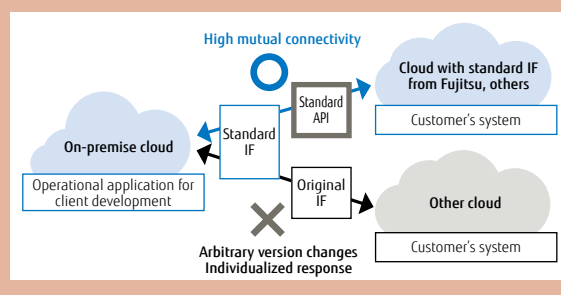 High mutual connectivity
Cloud with standard IF
from Fujitsu, others
Standard
API
Customer's system
On-premise cloud
Standard
IF
Operational application for
client development
Original
IF
Other cloud
Customer's system
Arbitrary version changes
Individualized response